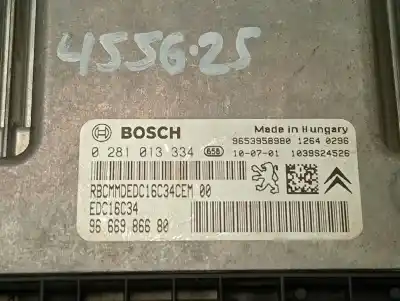 4556·25
BOSCH
Made in Hungary
9653958980 1264 0296
0 281 013 334 658 10-07-01 1039S24526
RBCMMDEDC16C34CEM 00
EDC16C34
96 669 866 80